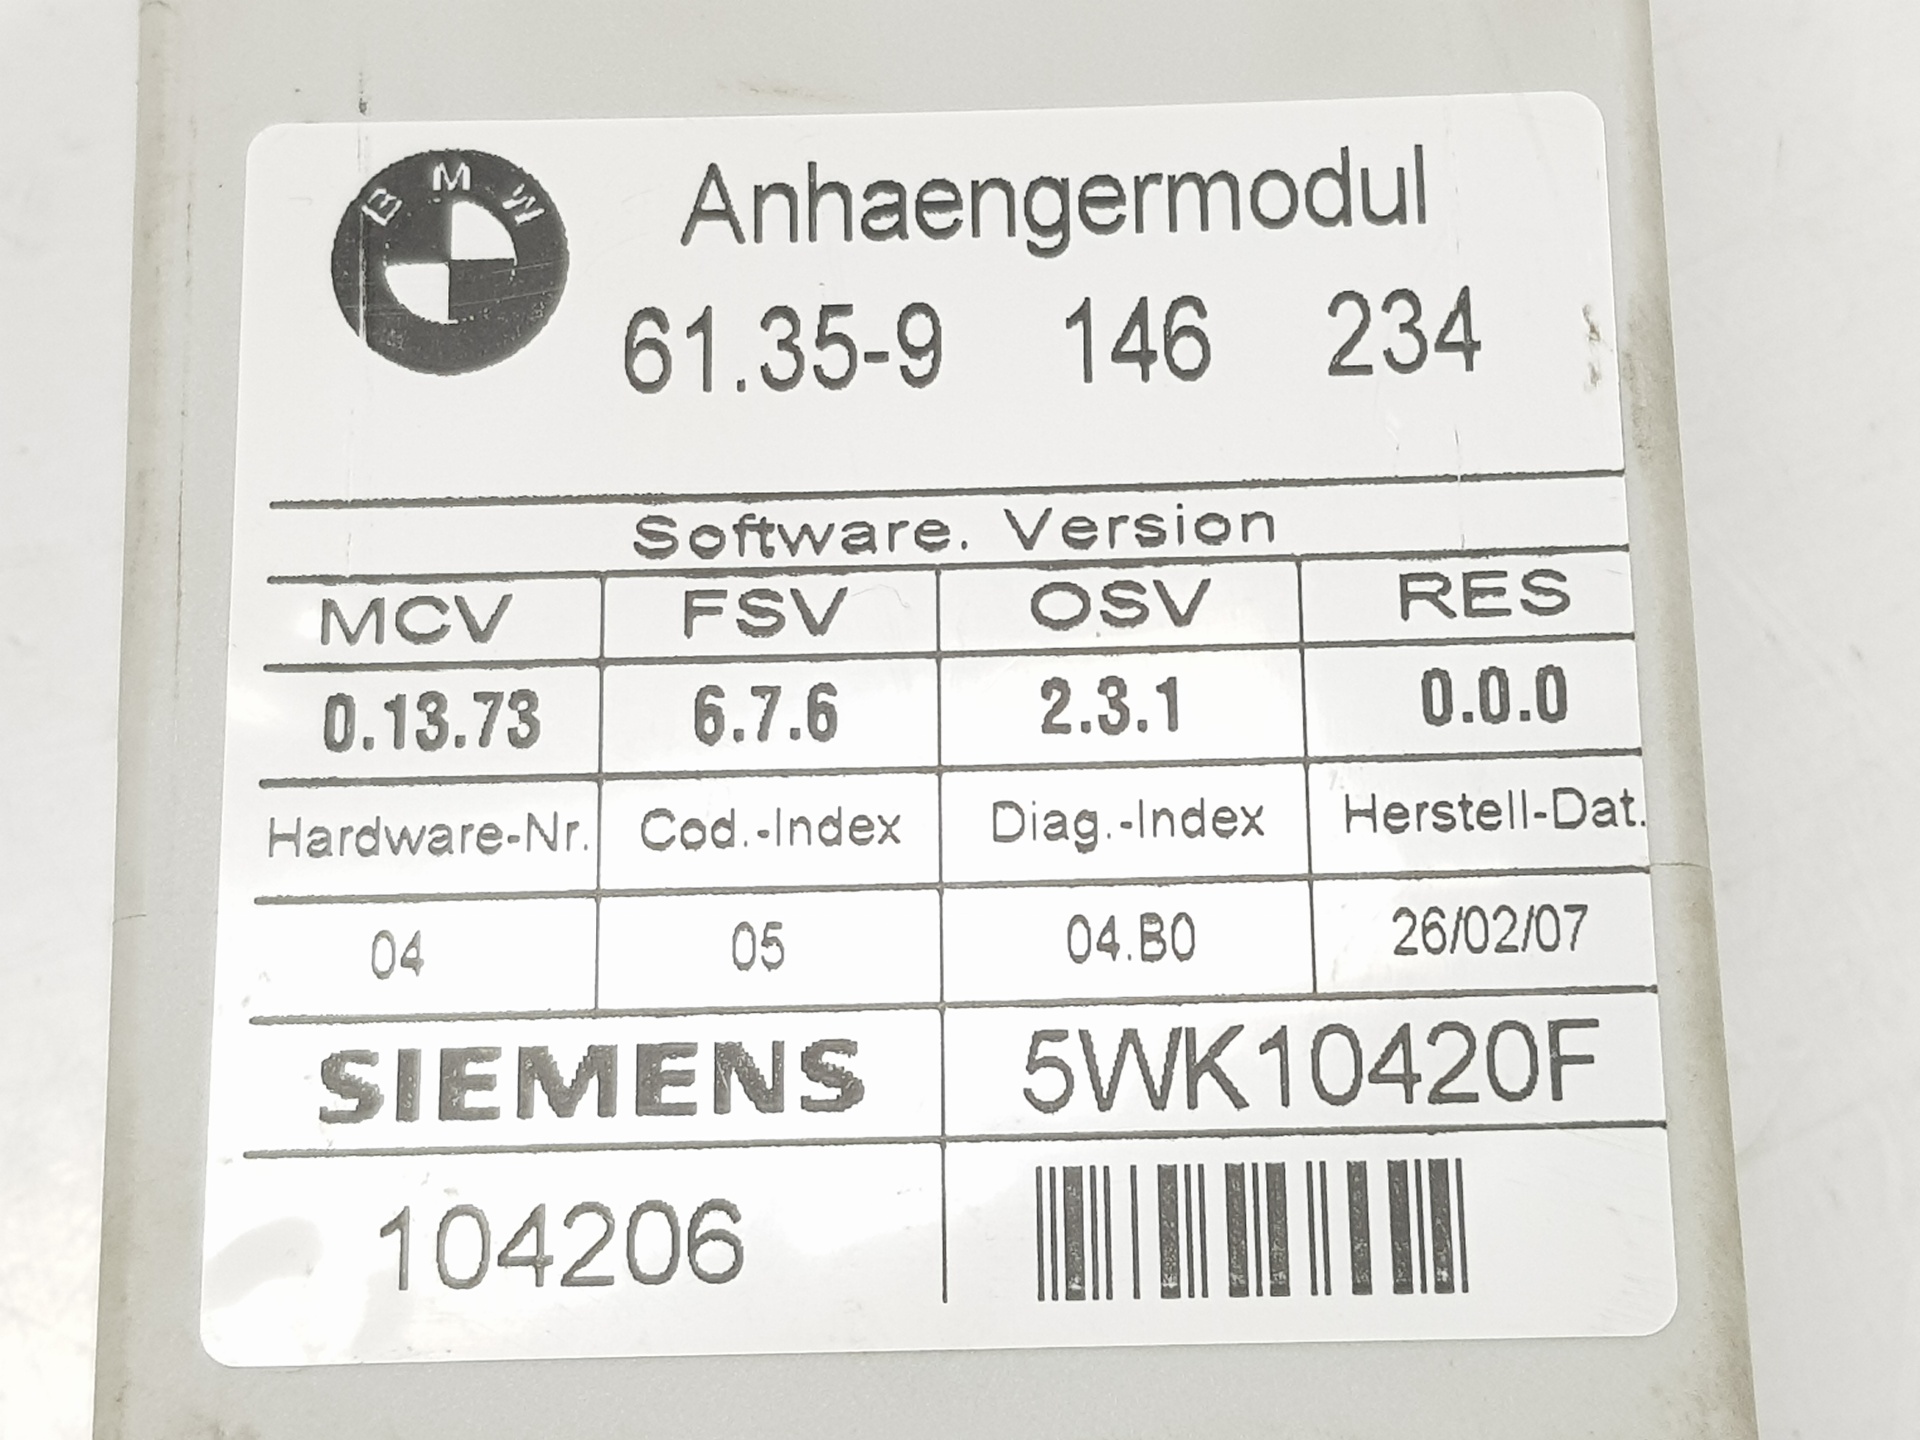 BMW
Anhaengermodul
61.35-9 146 234
Software. Version
MCV FSV OSV RES
0.13.73 6.7.6 2.3.1 0.0.0
Hardware-Nr. Cod.-Index Diag.-Index Herstell-Dat.
04 05 04.B0 26/02/07
SIEMENS 5WK10420F
104206